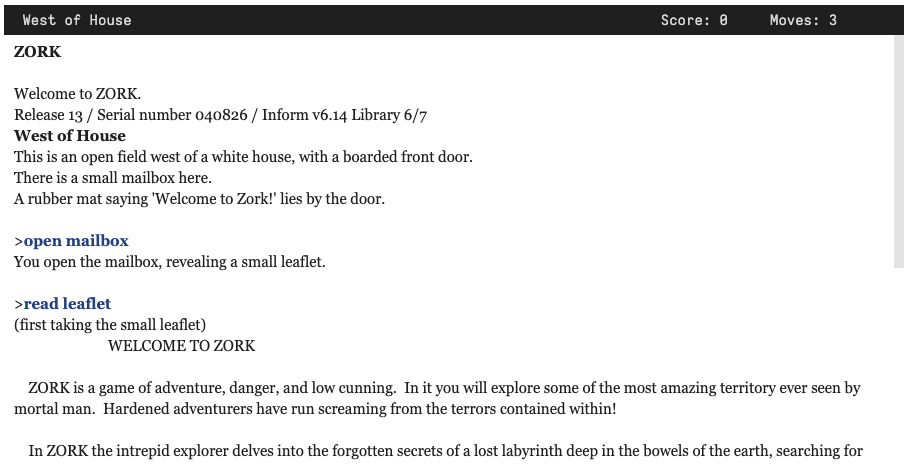 West of House Score: 0 Moves: 3
ZORK
Welcome to ZORK.
Release 13 / Serial number 040826 / Inform v6.14 Library 6/7
West of House
This is an open field west of a white house, with a boarded front door.
There is a small mailbox here.
A rubber mat saying 'Welcome to Zork!' lies by the door.
>open mailbox
You open the mailbox, revealing a small leaflet.
>read leaflet
(first taking the small leaflet)
WELCOME TO ZORK
ZORK is a game of adventure, danger, and low cunning.  In it you will explore some of the most amazing territory ever seen by
mortal man.  Hardened adventurers have run screaming from the terrors contained within!
In ZORK the intrepid explorer delves into the forgotten secrets of a lost labyrinth deep in the bowels of the earth, searching for